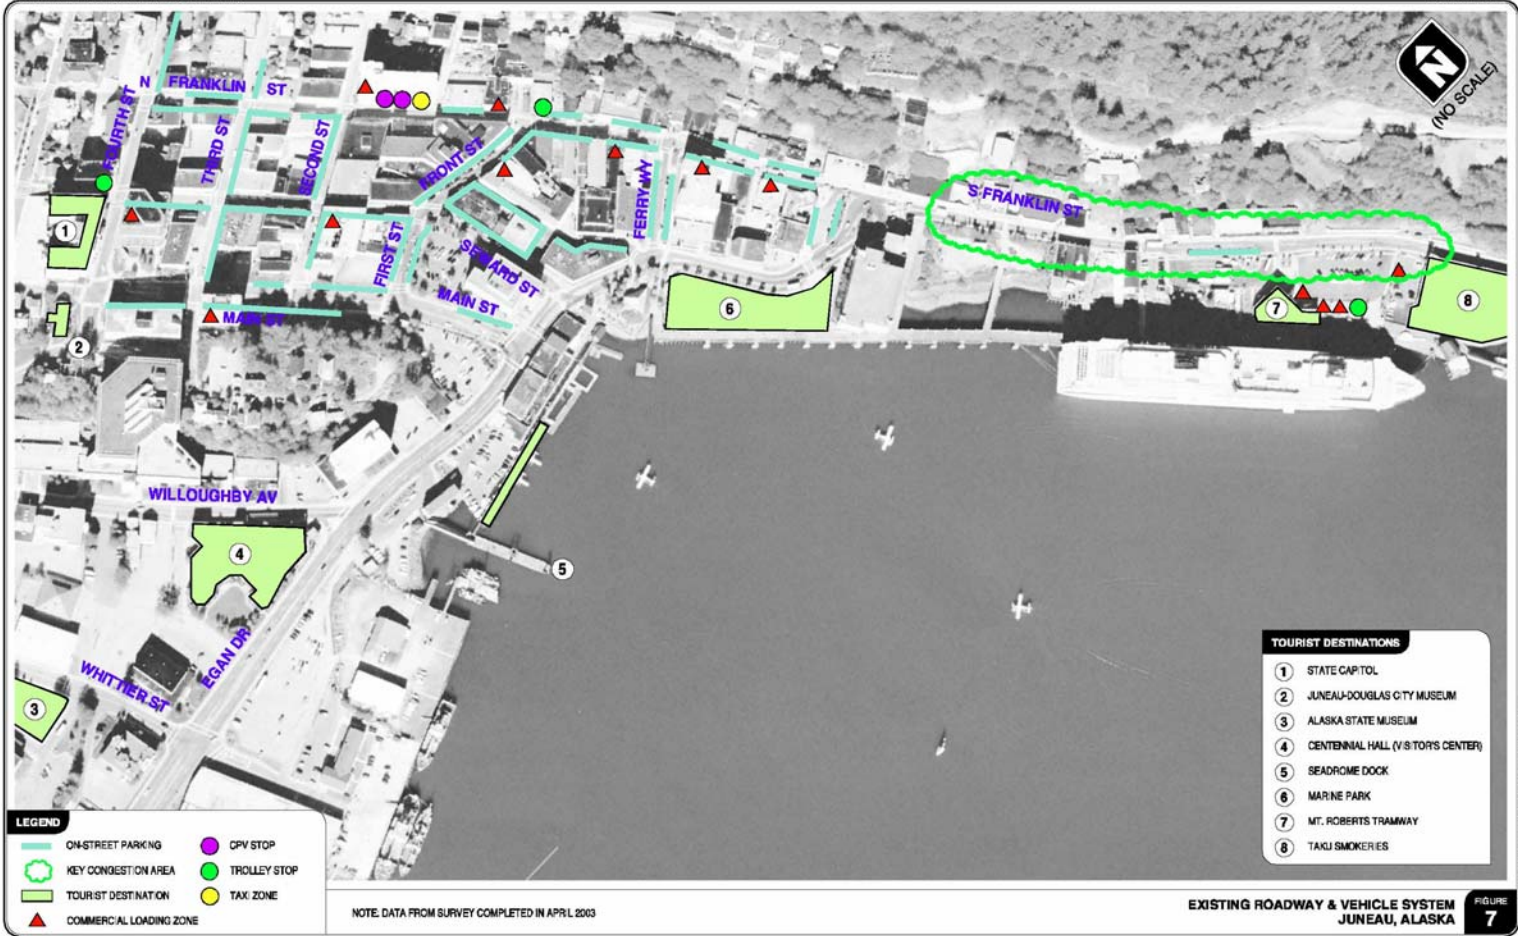 N
(NO SCALE)
N FRANKLIN ST
FOURTH ST
THIRD ST
SECOND ST
FRONT ST
FERRY WY
S FRANKLIN ST
1
FIRST ST
SEWARD ST
MAIN ST
MAIN ST
2
6
7
8
WILLOUGHBY AV
4
5
EGAN DR
WHITTIER ST
3
TOURIST DESTINATIONS
1 STATE CAPITOL
2 JUNEAU-DOUGLAS CITY MUSEUM
3 ALASKA STATE MUSEUM
4 CENTENNIAL HALL (VISITOR'S CENTER)
5 SEADROME DOCK
6 MARINE PARK
7 MT. ROBERTS TRAMWAY
8 TAKU SMOKERIES
LEGEND
ON-STREET PARKING
KEY CONGESTION AREA
TOURIST DESTINATION
COMMERCIAL LOADING ZONE
CPV STOP
TROLLEY STOP
TAXI ZONE
NOTE: DATA FROM SURVEY COMPLETED IN APRIL 2003
EXISTING ROADWAY & VEHICLE SYSTEM
JUNEAU, ALASKA
FIGURE
7